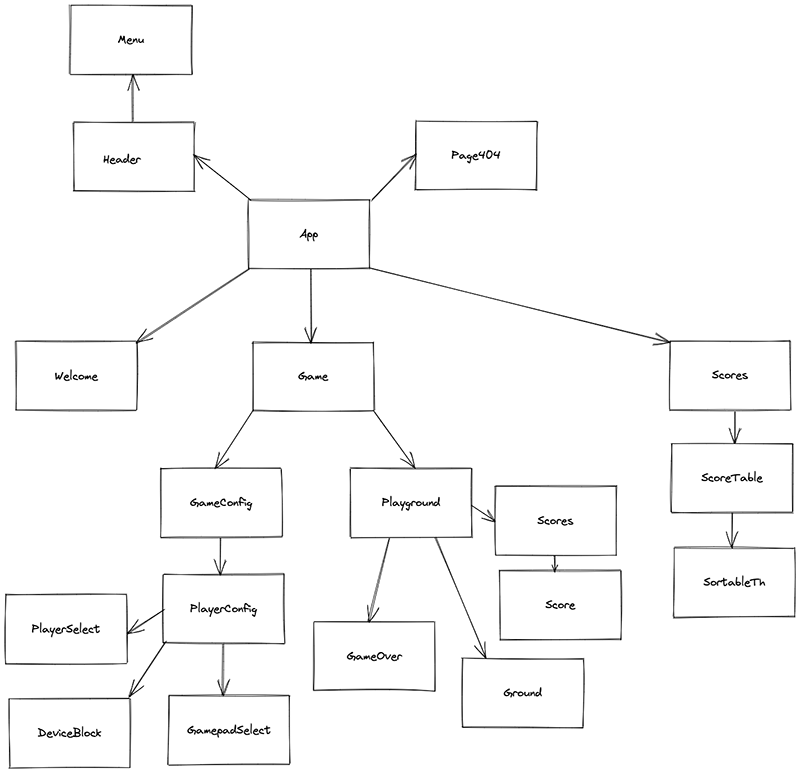 Menu
Header
Page404
App
Welcome
Game
Scores
GameConfig
Playground
ScoreTable
Scores
PlayerConfig
SortableTh
Score
PlayerSelect
GameOver
Ground
DeviceBlock
GamepadSelect